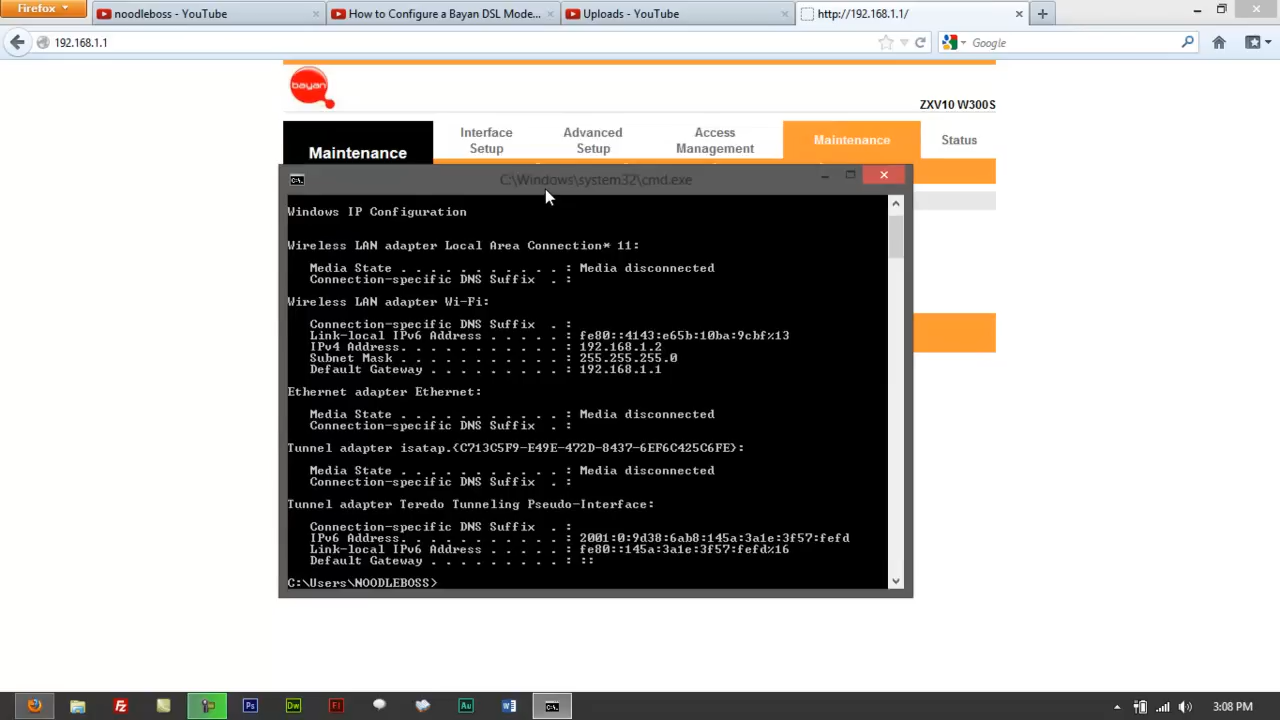 Firefox
noodleboss - YouTube
How to Configure a Bayan DSL Mode...
Uploads - YouTube
http://192.168.1.1/
192.168.1.1
Google
bayan
ZXV10 W300S
Maintenance
Interface Setup
Advanced Setup
Access Management
Maintenance
Status
C:\Windows\system32\cmd.exe
Windows IP Configuration
Wireless LAN adapter Local Area Connection* 11:
Media State . . . . . . . . . . . : Media disconnected
Connection-specific DNS Suffix . :
Wireless LAN adapter Wi-Fi:
Connection-specific DNS Suffix . :
Link-local IPv6 Address . . . . . : fe80::4143:e65b:10ba:9cbf%13
IPv4 Address. . . . . . . . . . . : 192.168.1.2
Subnet Mask . . . . . . . . . . . : 255.255.255.0
Default Gateway . . . . . . . . . : 192.168.1.1
Ethernet adapter Ethernet:
Media State . . . . . . . . . . . : Media disconnected
Connection-specific DNS Suffix . :
Tunnel adapter isatap.{C713C5F9-E49E-472D-8437-6EF6C425C6FE}:
Media State . . . . . . . . . . . : Media disconnected
Connection-specific DNS Suffix . :
Tunnel adapter Teredo Tunneling Pseudo-Interface:
Connection-specific DNS Suffix . :
IPv6 Address. . . . . . . . . . . : 2001:0:9d38:6ab8:145a:3a1e:3f57:fefd
Link-local IPv6 Address . . . . . : fe80::145a:3a1e:3f57:fefd%16
Default Gateway . . . . . . . . . : ::
C:\Users\NOODLEBOSS>
Ps
Dw
Fl
Au
W
C:\.
3:08 PM